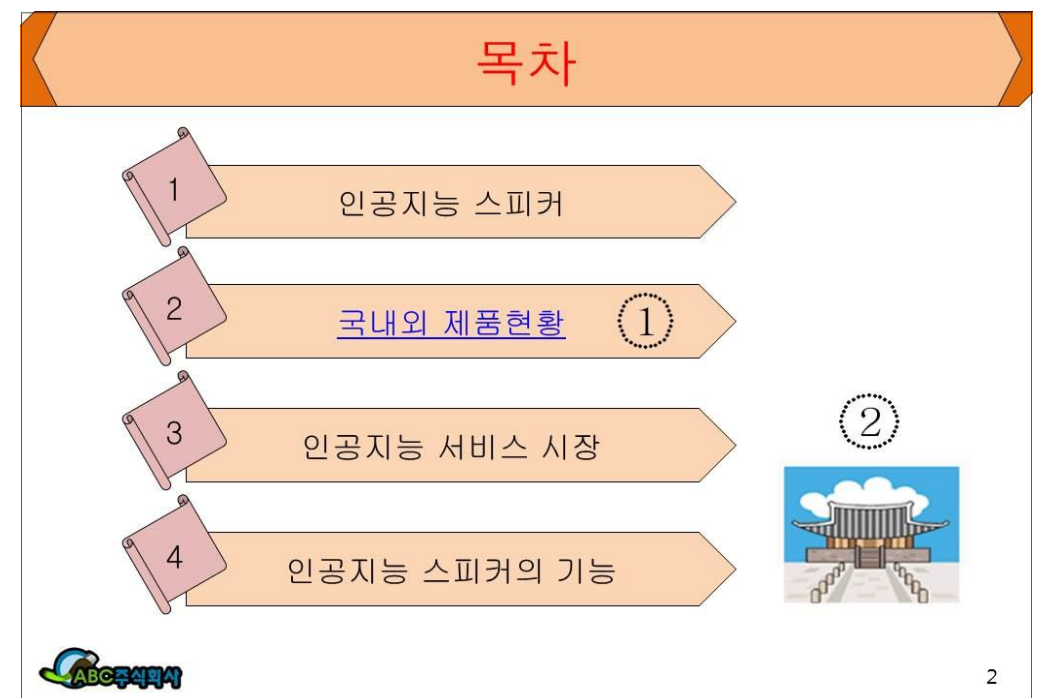 목차
1
인공지능 스피커
2
국내외 제품현황 ①
3
인공지능 서비스 시장
②
4
인공지능 스피커의 기능
ABC주식회사
2